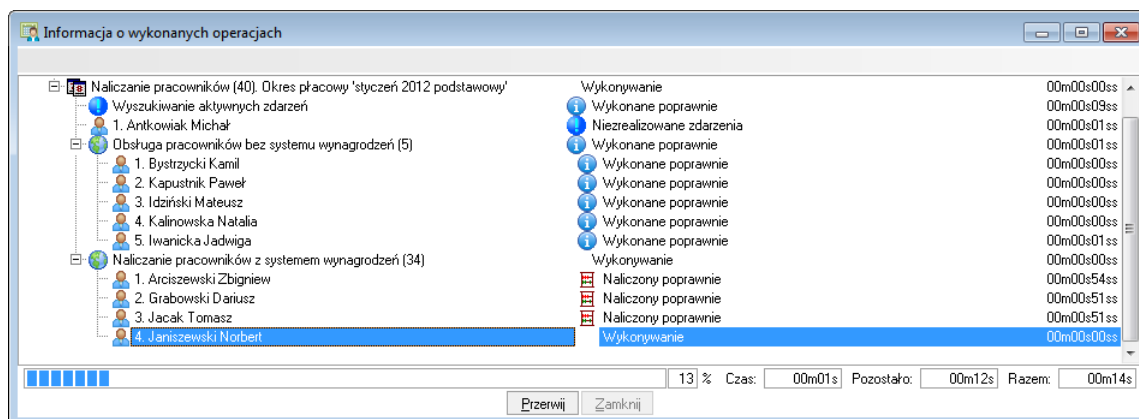 Informacja o wykonanych operacjach
Naliczanie pracowników (40). Okres płacowy 'styczeń 2012 podstawowy' Wykonywanie 00m00s00ss
Wyszukiwanie aktywnych zdarzeń Wykonane poprawnie 00m00s09ss
1. Antkowiak Michał Niezrealizowane zdarzenia 00m00s01ss
Obsługa pracowników bez systemu wynagrodzeń (5) Wykonane poprawnie 00m00s01ss
1. Bystrzycki Kamil Wykonane poprawnie 00m00s00ss
2. Kapustnik Paweł Wykonane poprawnie 00m00s00ss
3. Idziński Mateusz Wykonane poprawnie 00m00s00ss
4. Kalinowska Natalia Wykonane poprawnie 00m00s00ss
5. Iwanicka Jadwiga Wykonane poprawnie 00m00s01ss
Naliczanie pracowników z systemem wynagrodzeń (34) Wykonywanie 00m00s00ss
1. Arciszewski Zbigniew Naliczony poprawnie 00m00s54ss
2. Grabowski Dariusz Naliczony poprawnie 00m00s51ss
3. Jacak Tomasz Naliczony poprawnie 00m00s51ss
4. Janiszewski Norbert Wykonywanie 00m00s00ss
13 % Czas: 00m01s Pozostało: 00m12s Razem: 00m14s
Przerwij Zamknij